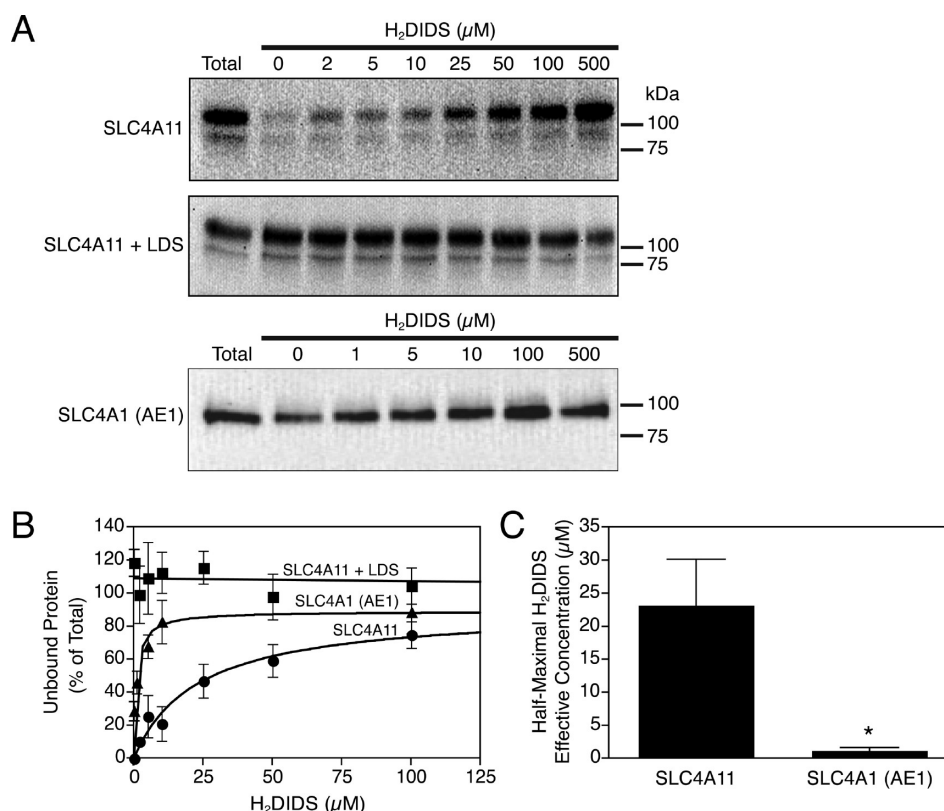 A
H₂DIDS (µM)
Total 0 2 5 10 25 50 100 500
kDa
SLC4A11
100
75
SLC4A11 + LDS
100
75
H₂DIDS (µM)
Total 0 1 5 10 100 500
SLC4A1 (AE1)
100
75
B
Unbound Protein
(% of Total)
140
120
100
80
60
40
20
0
SLC4A11 + LDS
SLC4A1 (AE1)
SLC4A11
0 25 50 75 100 125
H₂DIDS (µM)
C
Half-Maximal H₂DIDS
Effective Concentration (µM)
35
30
25
20
15
10
5
0
*
SLC4A11 SLC4A1 (AE1)